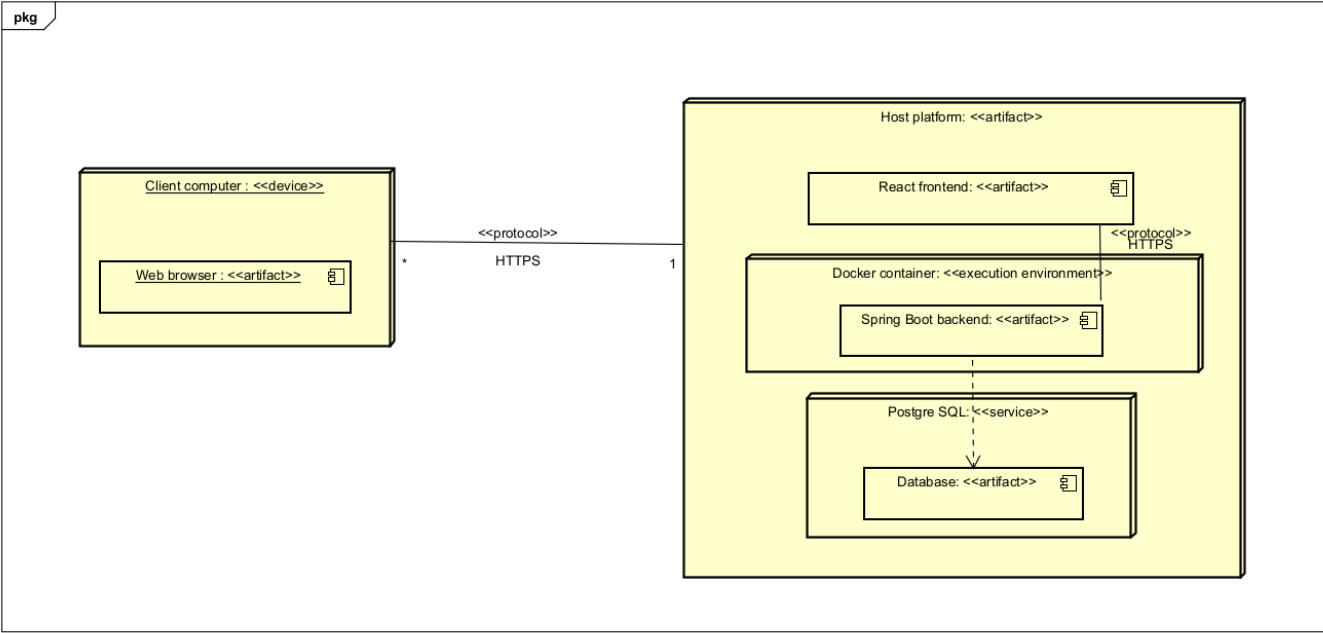 pkg
Host platform: <<artifact>>
Client computer : <<device>>
React frontend: <<artifact>>
<<protocol>>
HTTPS
<<protocol>>
HTTPS
*
1
Web browser : <<artifact>>
Docker container: <<execution environment>>
Spring Boot backend: <<artifact>>
Postgre SQL: <<service>>
Database: <<artifact>>